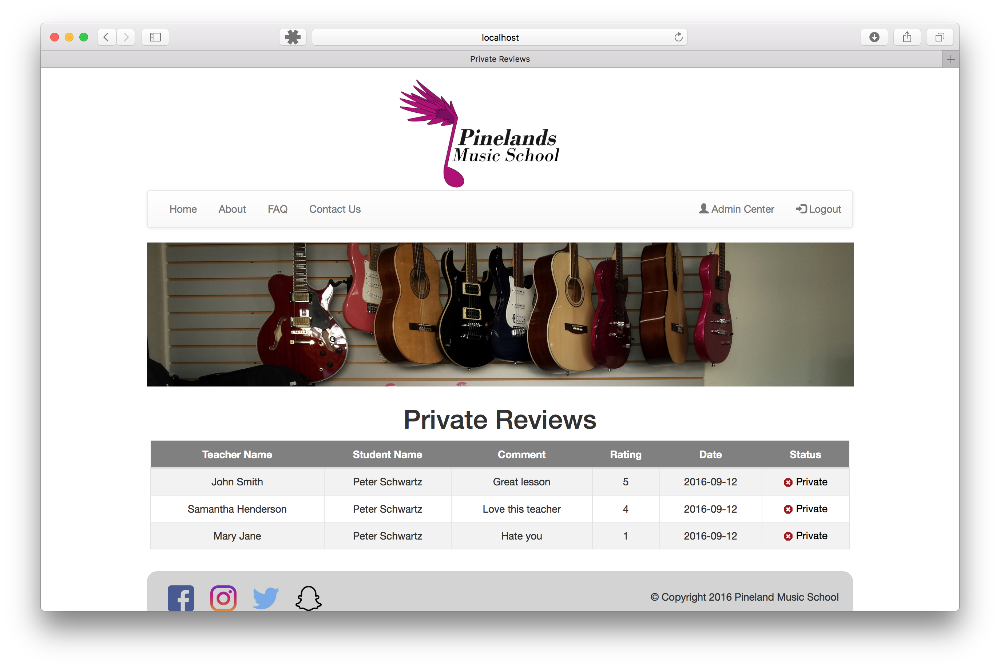 localhost
Private Reviews
Pinelands
Music School
Home About FAQ Contact Us Admin Center Logout
Private Reviews
Teacher Name Student Name Comment Rating Date Status
John Smith Peter Schwartz Great lesson 5 2016-09-12 Private
Samantha Henderson Peter Schwartz Love this teacher 4 2016-09-12 Private
Mary Jane Peter Schwartz Hate you 1 2016-09-12 Private
© Copyright 2016 Pineland Music School